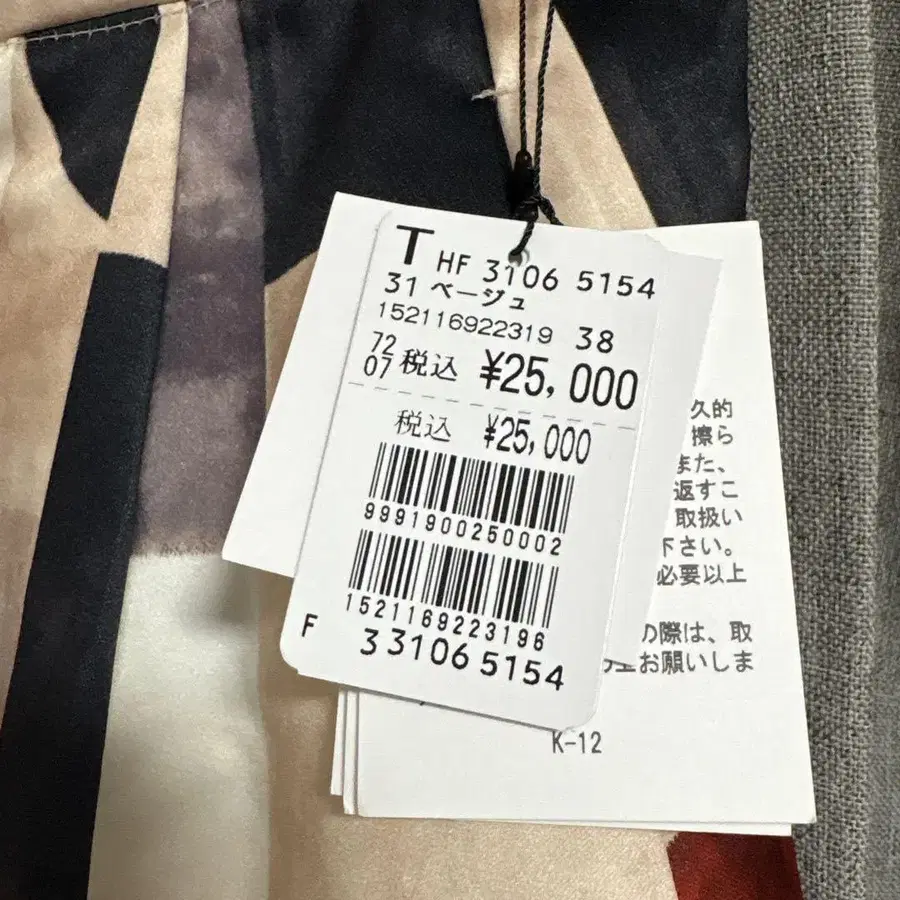 T HF 3106 5154
31 ベージュ
152116922319 38
72
07 税込 ¥25,000
税込 ¥25,000
9991900250002
1521169223196
F
3 3106 5154
久的
擦ら
また、
返すこ
取扱い
下さい。
必要以上
の際は、取
お願いしま
K-12